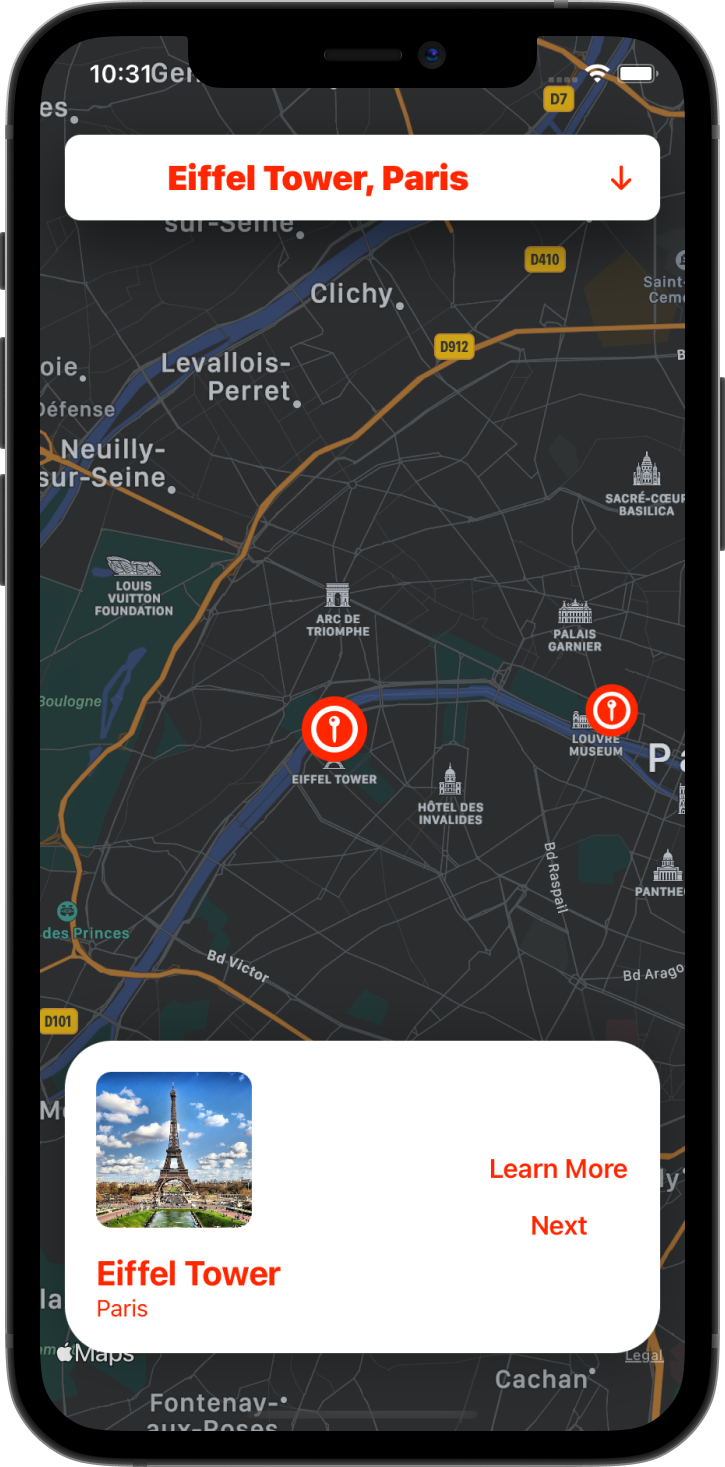 10:31
es
D7
Eiffel Tower, Paris
sur-Seine
D410
Saint-
Clichy
D912
oie
Levallois-
Perret
Défense
Neuilly-
sur-Seine
SACRÉ-CŒUR
BASILICA
LOUIS
VUITTON
FOUNDATION
ARC DE
TRIOMPHE
PALAIS
GARNIER
Boulogne
LOUVRE
MUSEUM
EIFFEL TOWER
HÔTEL DES
INVALIDES
Bd Raspail
PANTHE
des Princes
Bd Victor
Bd Arago
D101
Learn More
Next
Eiffel Tower
Paris
Maps
Legal
Cachan
Fontenay-
aux-Roses